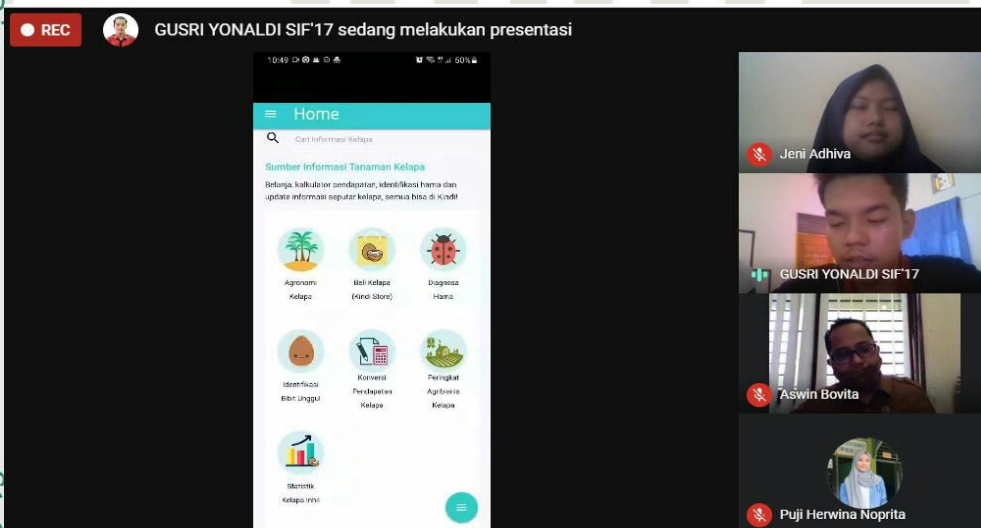 REC
GUSRI YONALDI SIF'17 sedang melakukan presentasi
10:49
50%
Home
Cari Informasi Kelapa
Sumber Informasi Tanaman Kelapa
Belanja, kalkulator pendapatan, identifikasi hama dan
update informasi seputar kelapa, semua bisa di Kindi!
Agronomi
Kelapa
Beli Kelapa
(Kindi Store)
Diagnosa
Hama
Identifikasi
Bibit Unggul
Konversi
Pendapatan
Kelapa
Peringkat
Agribisnis
Kelapa
Statistik
Kelapa Inhil
Jeni Adhiva
GUSRI YONALDI SIF'17
Aswin Bovita
Puji Herwina Noprita